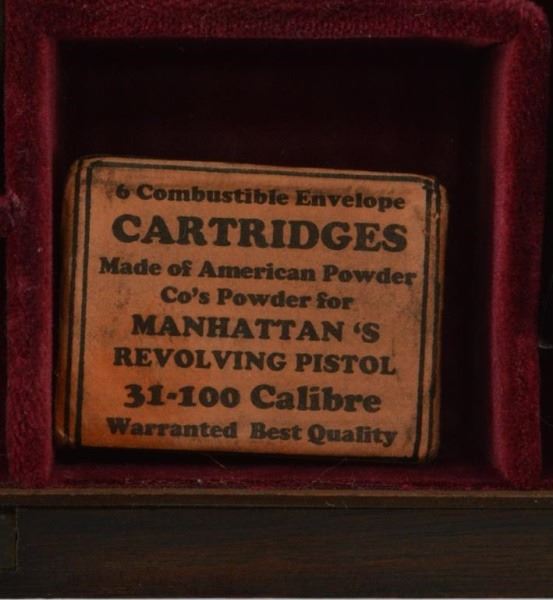 6 Combustible Envelope
CARTRIDGES
Made of American Powder
Co's Powder for
MANHATTAN 'S
REVOLVING PISTOL
31-100 Calibre
Warranted Best Quality